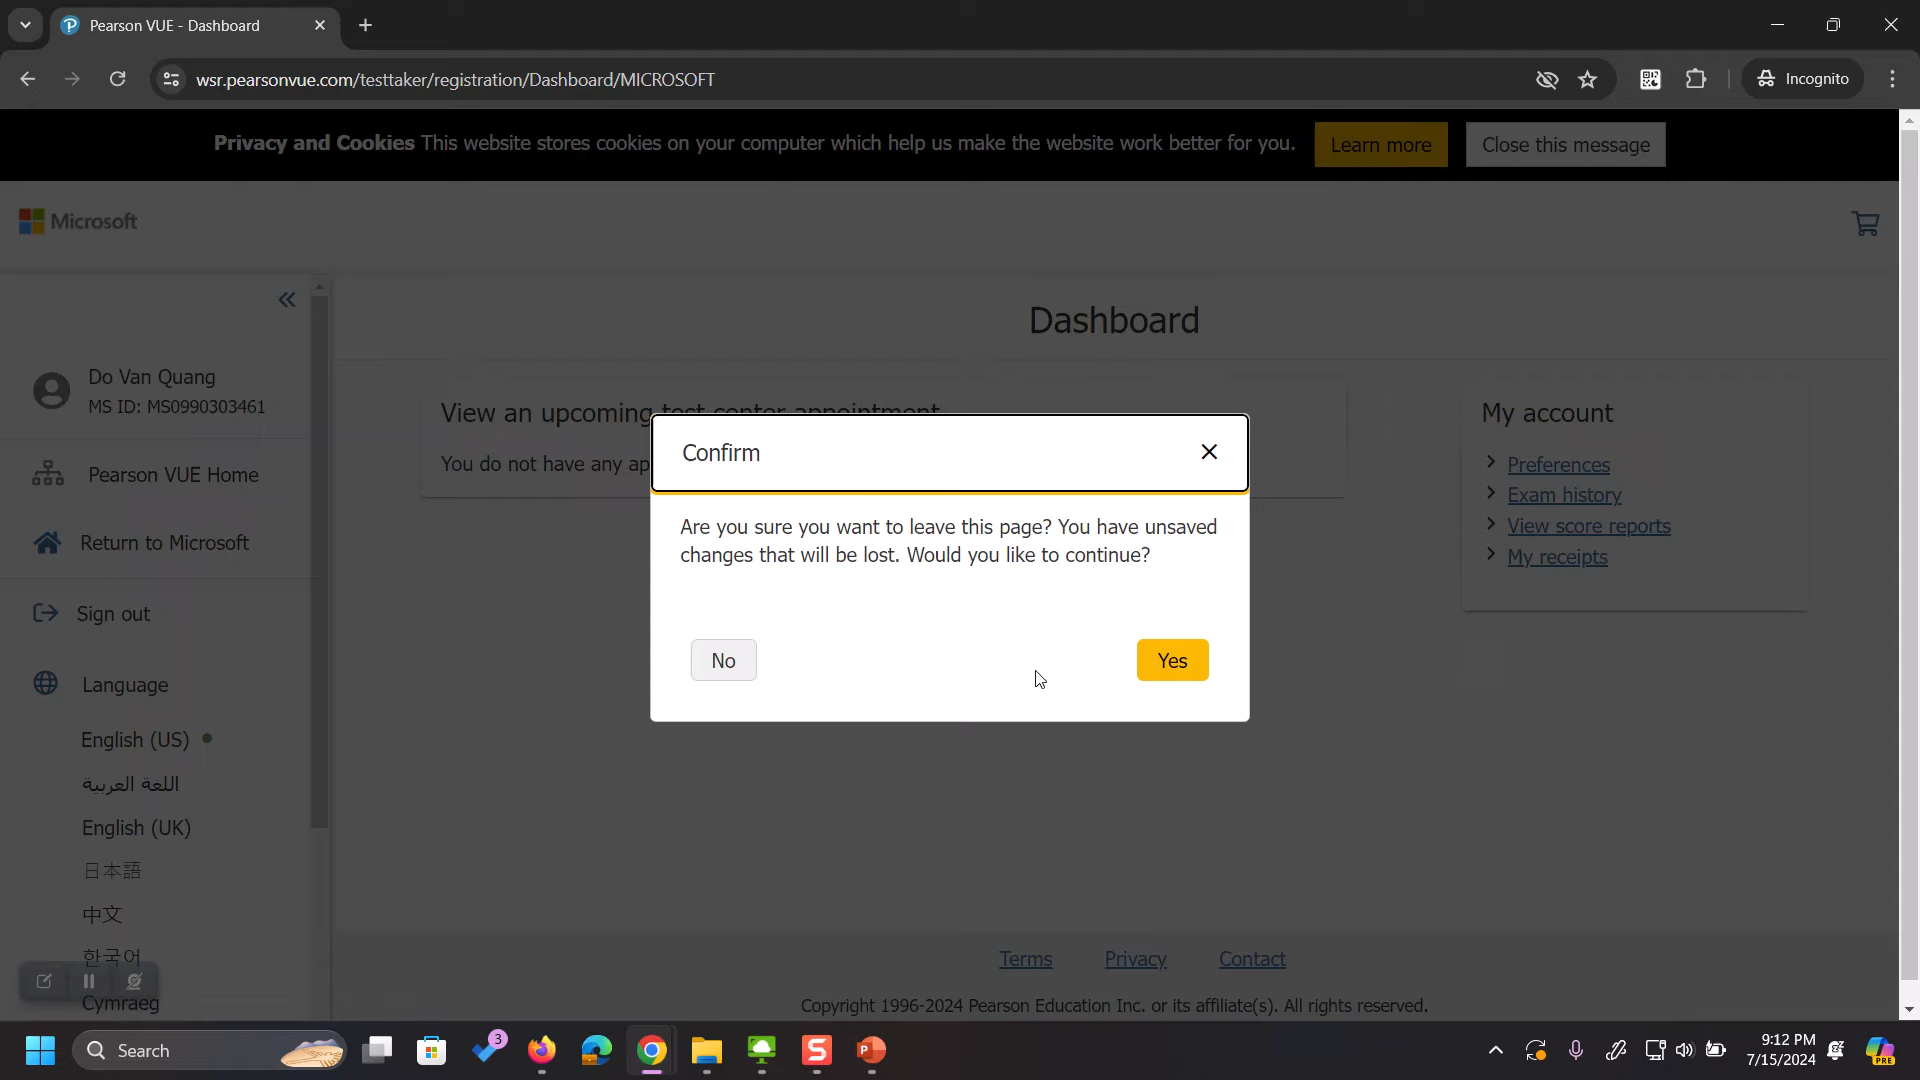 Pearson VUE - Dashboard
wsr.pearsonvue.com/testtaker/registration/Dashboard/MICROSOFT
Incognito
Privacy and Cookies This website stores cookies on your computer which help us make the website work better for you.
Learn more
Close this message
Microsoft
Dashboard
Do Van Quang
MS ID: MS0990303461
Pearson VUE Home
Return to Microsoft
Sign out
Language
English (US)
اللغة العربية
English (UK)
日本語
中文
한국어
Cymraeg
View an upcoming test center appointment
You do not have any ap
My account
Preferences
Exam history
View score reports
My receipts
Confirm
Are you sure you want to leave this page? You have unsaved
changes that will be lost. Would you like to continue?
No
Yes
Terms
Privacy
Contact
Copyright 1996-2024 Pearson Education Inc. or its affiliate(s). All rights reserved.
Search
3
9:12 PM
7/15/2024
PRE